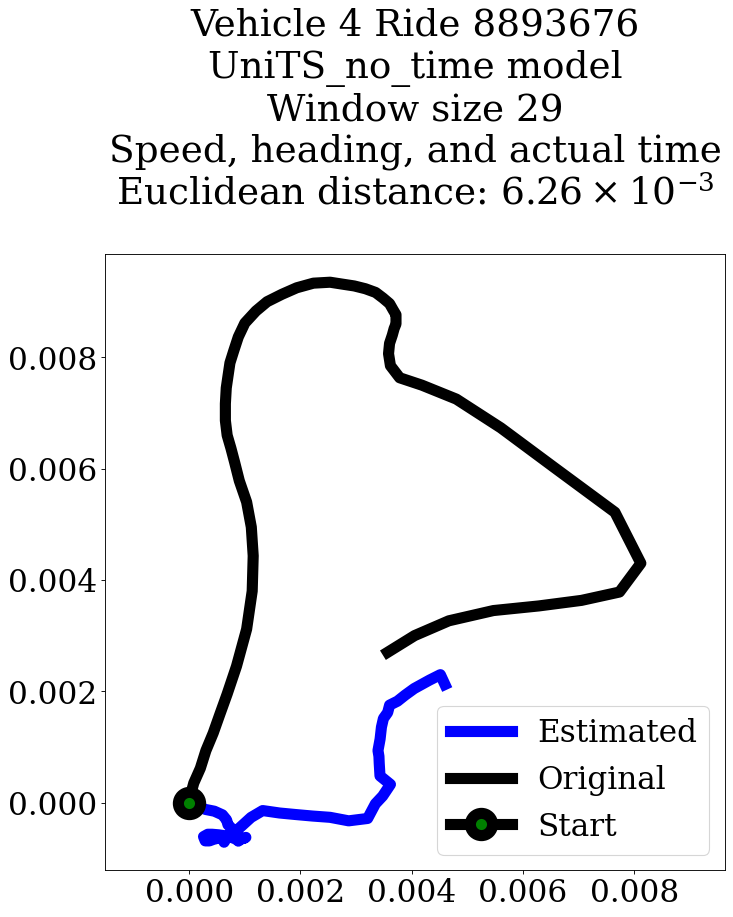 Vehicle 4 Ride 8893676
UniTS_no_time model
Window size 29
Speed, heading, and actual time
Euclidean distance: 6.26 × 10⁻³
0.008
0.006
0.004
0.002
0.000
Estimated
Original
Start
0.000 0.002 0.004 0.006 0.008